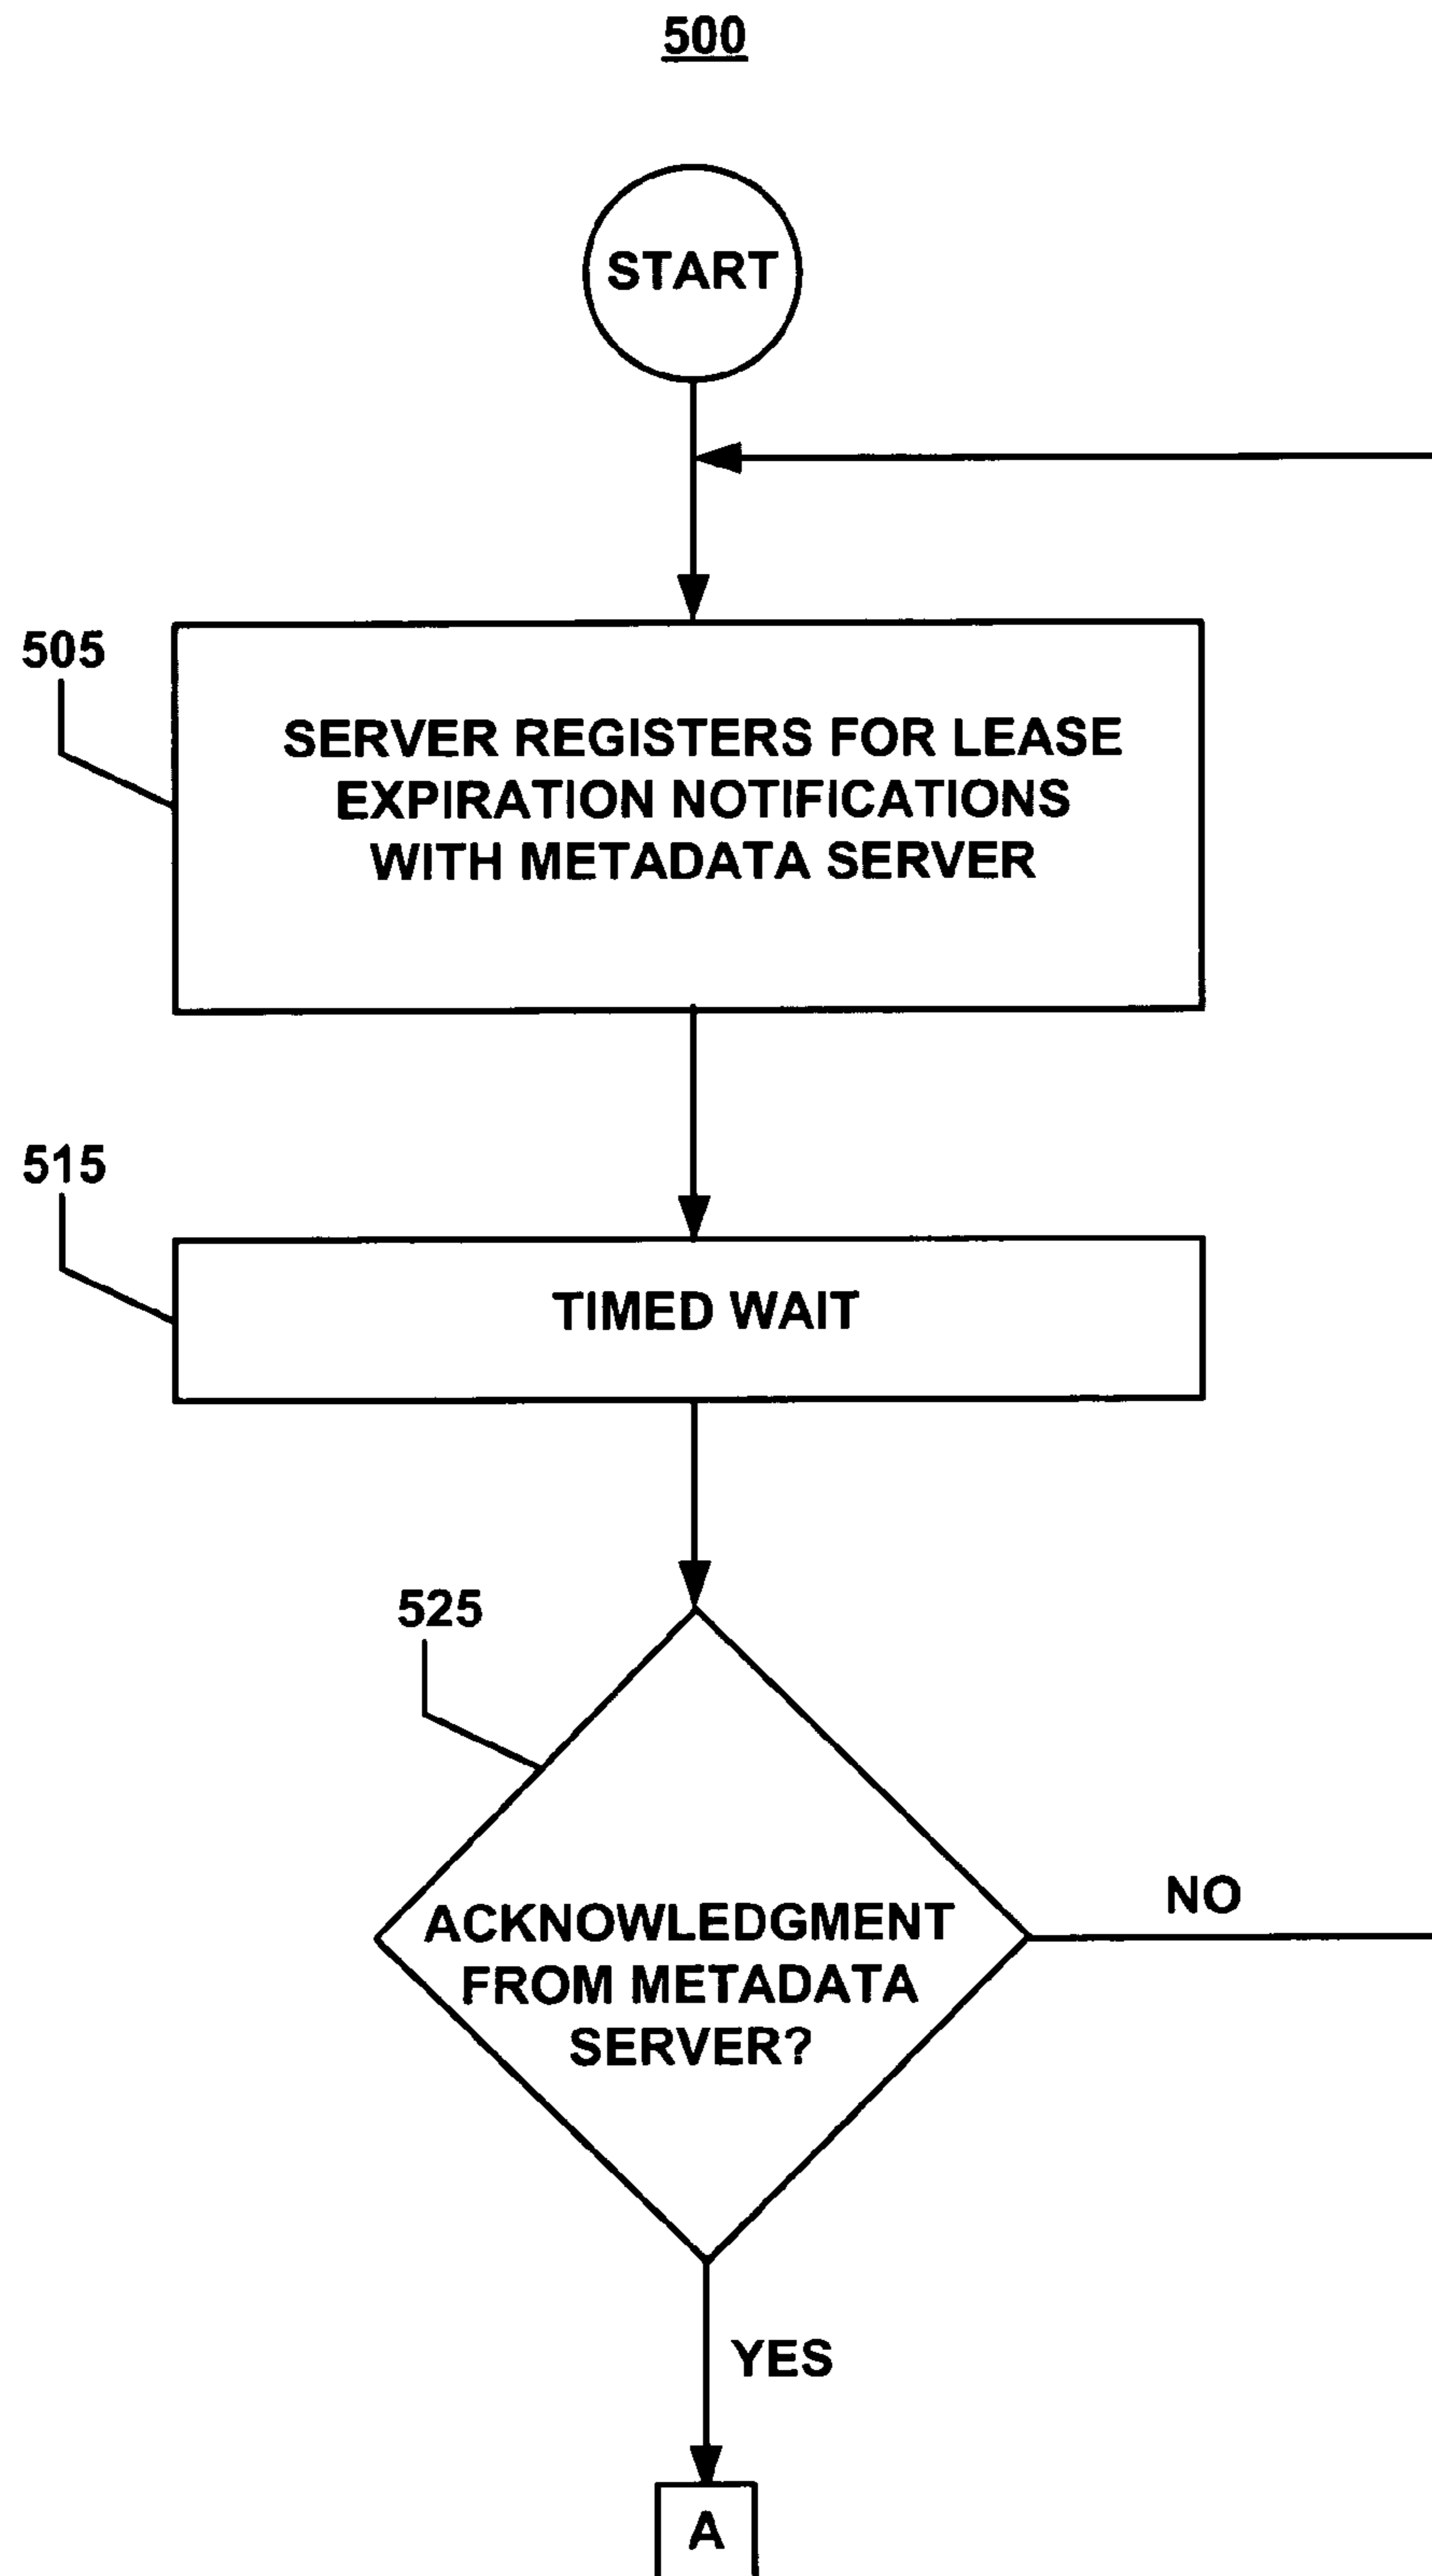 500
START
505
SERVER REGISTERS FOR LEASE
EXPIRATION NOTIFICATIONS
WITH METADATA SERVER
515
TIMED WAIT
525
ACKNOWLEDGMENT
FROM METADATA
SERVER?
NO
YES
A